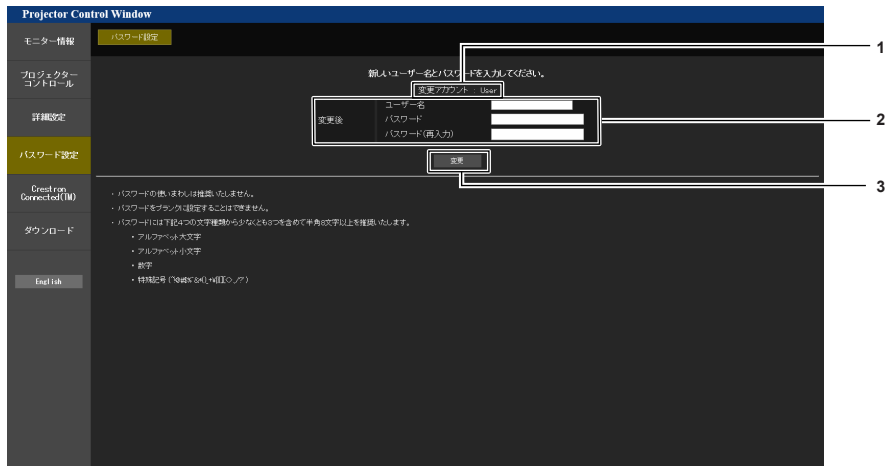 Projector Control Window
モニター情報
プロジェクター
コントロール
詳細設定
パスワード設定
Crestron
Connected(TM)
ダウンロード
English
パスワード設定
新しいユーザー名とパスワードを入力してください。
変更アカウント : User
変更後
ユーザー名
パスワード
パスワード(再入力)
変更
・パスワードの使いまわしは推奨いたしません。
・パスワードをブランクに設定することはできません。
・パスワードには下記4つの文字種類から少なくとも3つを含めて半角8文字以上を推奨いたします。
・アルファベット大文字
・アルファベット小文字
・数字
・特殊記号
1
2
3